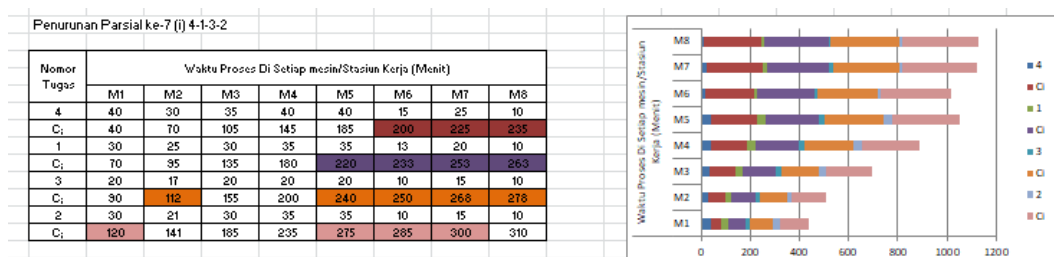 Penurunan Parsial ke-7 (i) 4-1-3-2
Nomor Tugas Waktu Proses Di Setiap mesin/Stasiun Kerja (Menit)
M1 M2 M3 M4 M5 M6 M7 M8
4 40 30 35 40 40 15 25 10
Ci 40 70 105 145 185 200 225 235
1 30 25 30 35 35 13 20 10
Ci 70 95 135 180 220 233 253 263
3 20 17 20 20 20 10 15 10
Ci 90 112 155 200 240 250 268 278
2 30 21 30 35 35 10 15 10
Ci 120 141 185 235 275 285 300 310
Waktu Proses Di Setiap mesin/Stasiun
Kerja (Menit)
M8
M7
M6
M5
M4
M3
M2
M1
0 200 400 600 800 1000 1200
4
Ci
1
Ci
3
Ci
2
Ci